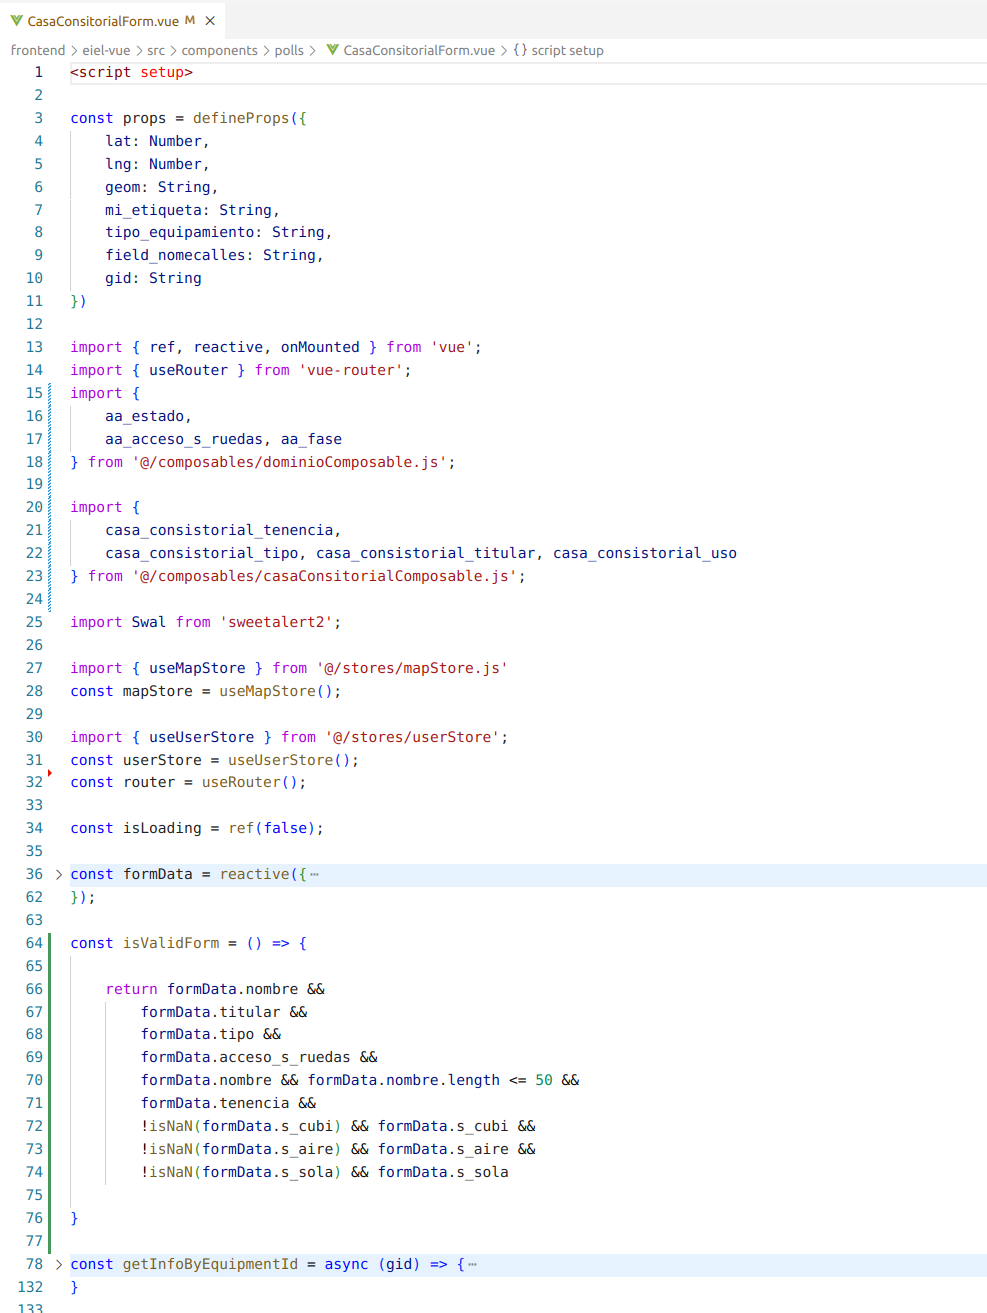 CasaConsitorialForm.vue M ×
frontend > eiel-vue > src > components > polls > CasaConsitorialForm.vue > {} script setup
1 <script setup>
2
3 const props = defineProps({
4 lat: Number,
5 lng: Number,
6 geom: String,
7 mi_etiqueta: String,
8 tipo_equipamiento: String,
9 field_nomecalles: String,
10 gid: String
11 })
12
13 import { ref, reactive, onMounted } from 'vue';
14 import { useRouter } from 'vue-router';
15 import {
16 aa_estado,
17 aa_acceso_s_ruedas, aa_fase
18 } from '@/composables/dominioComposable.js';
19
20 import {
21 casa_consistorial_tenencia,
22 casa_consistorial_tipo, casa_consistorial_titular, casa_consistorial_uso
23 } from '@/composables/casaConsitorialComposable.js';
24
25 import Swal from 'sweetalert2';
26
27 import { useMapStore } from '@/stores/mapStore.js'
28 const mapStore = useMapStore();
29
30 import { useUserStore } from '@/stores/userStore';
31 const userStore = useUserStore();
32 const router = useRouter();
33
34 const isLoading = ref(false);
35
36 const formData = reactive({⋯
62 });
63
64 const isValidForm = () => {
65
66 return formData.nombre &&
67 formData.titular &&
68 formData.tipo &&
69 formData.acceso_s_ruedas &&
70 formData.nombre && formData.nombre.length <= 50 &&
71 formData.tenencia &&
72 !isNaN(formData.s_cubi) && formData.s_cubi &&
73 !isNaN(formData.s_aire) && formData.s_aire &&
74 !isNaN(formData.s_sola) && formData.s_sola
75
76 }
77
78 const getInfoByEquipmentId = async (gid) => {⋯
132 }
133